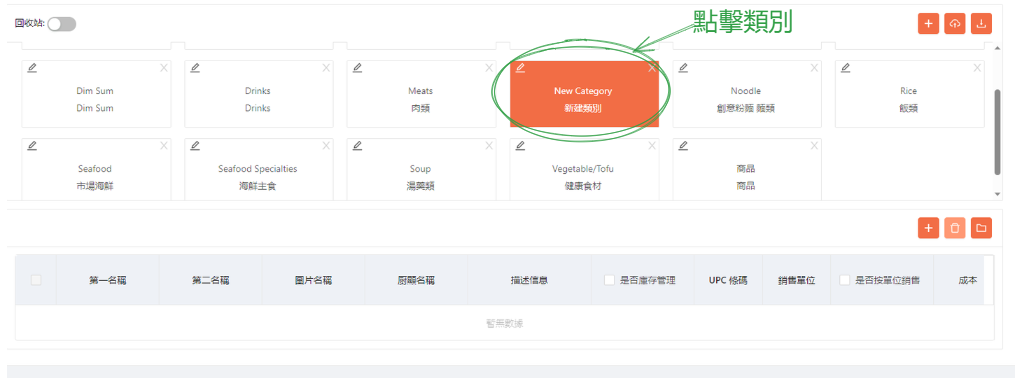 點擊類別
回收站:
Dim Sum
Dim Sum
Drinks
Drinks
Meats
肉類
New Category
新建類別
Noodle
創意粉麵 麵類
Rice
飯類
Seafood
市場海鮮
Seafood Specialties
海鮮主食
Soup
湯羹類
Vegetable/Tofu
健康食材
商品
商品
第一名稱
第二名稱
圖片名稱
厨顯名稱
描述信息
是否庫存管理
UPC 條碼
銷售單位
是否按單位銷售
成本
暫無數據